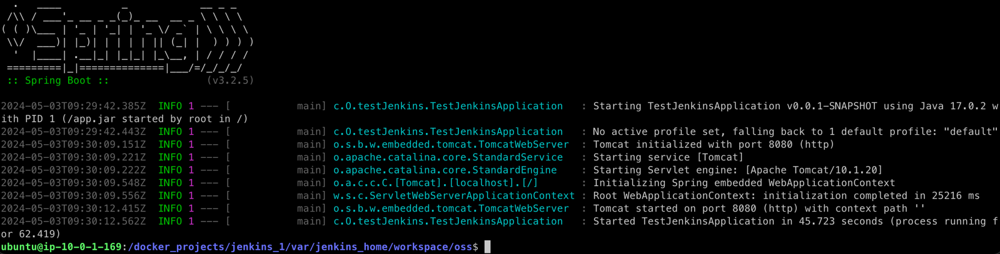 .   ____          _            __ _ _
 /\\ / ___'_ __ _ _(_)_ __  __ _ \ \ \ \
( ( )\___ | '_ | '_| | '_ \/ _` | \ \ \ \
 \\/  ___)| |_)| | | | | || (_| |  ) ) ) )
  '  |____| .__|_| |_|_| |_\__, | / / / /
 =========|_|==============|___/=/_/_/_/
 :: Spring Boot ::                (v3.2.5)

2024-05-03T09:29:42.385Z  INFO 1 --- [           main] c.O.testJenkins.TestJenkinsApplication   : Starting TestJenkinsApplication v0.0.1-SNAPSHOT using Java 17.0.2 w
ith PID 1 (/app.jar started by root in /)
2024-05-03T09:29:42.443Z  INFO 1 --- [           main] c.O.testJenkins.TestJenkinsApplication   : No active profile set, falling back to 1 default profile: "default"
2024-05-03T09:30:09.151Z  INFO 1 --- [           main] o.s.b.w.embedded.tomcat.TomcatWebServer  : Tomcat initialized with port 8080 (http)
2024-05-03T09:30:09.221Z  INFO 1 --- [           main] o.apache.catalina.core.StandardService   : Starting service [Tomcat]
2024-05-03T09:30:09.222Z  INFO 1 --- [           main] o.apache.catalina.core.StandardEngine    : Starting Servlet engine: [Apache Tomcat/10.1.20]
2024-05-03T09:30:09.548Z  INFO 1 --- [           main] o.a.c.c.C.[Tomcat].[localhost].[/]       : Initializing Spring embedded WebApplicationContext
2024-05-03T09:30:09.556Z  INFO 1 --- [           main] w.s.c.ServletWebServerApplicationContext : Root WebApplicationContext: initialization completed in 25216 ms
2024-05-03T09:30:12.415Z  INFO 1 --- [           main] o.s.b.w.embedded.tomcat.TomcatWebServer  : Tomcat started on port 8080 (http) with context path ''
2024-05-03T09:30:12.562Z  INFO 1 --- [           main] c.O.testJenkins.TestJenkinsApplication   : Started TestJenkinsApplication in 45.723 seconds (process running f
or 62.419)
ubuntu@ip-10-0-1-169:/docker_projects/jenkins_1/var/jenkins_home/workspace/oss$